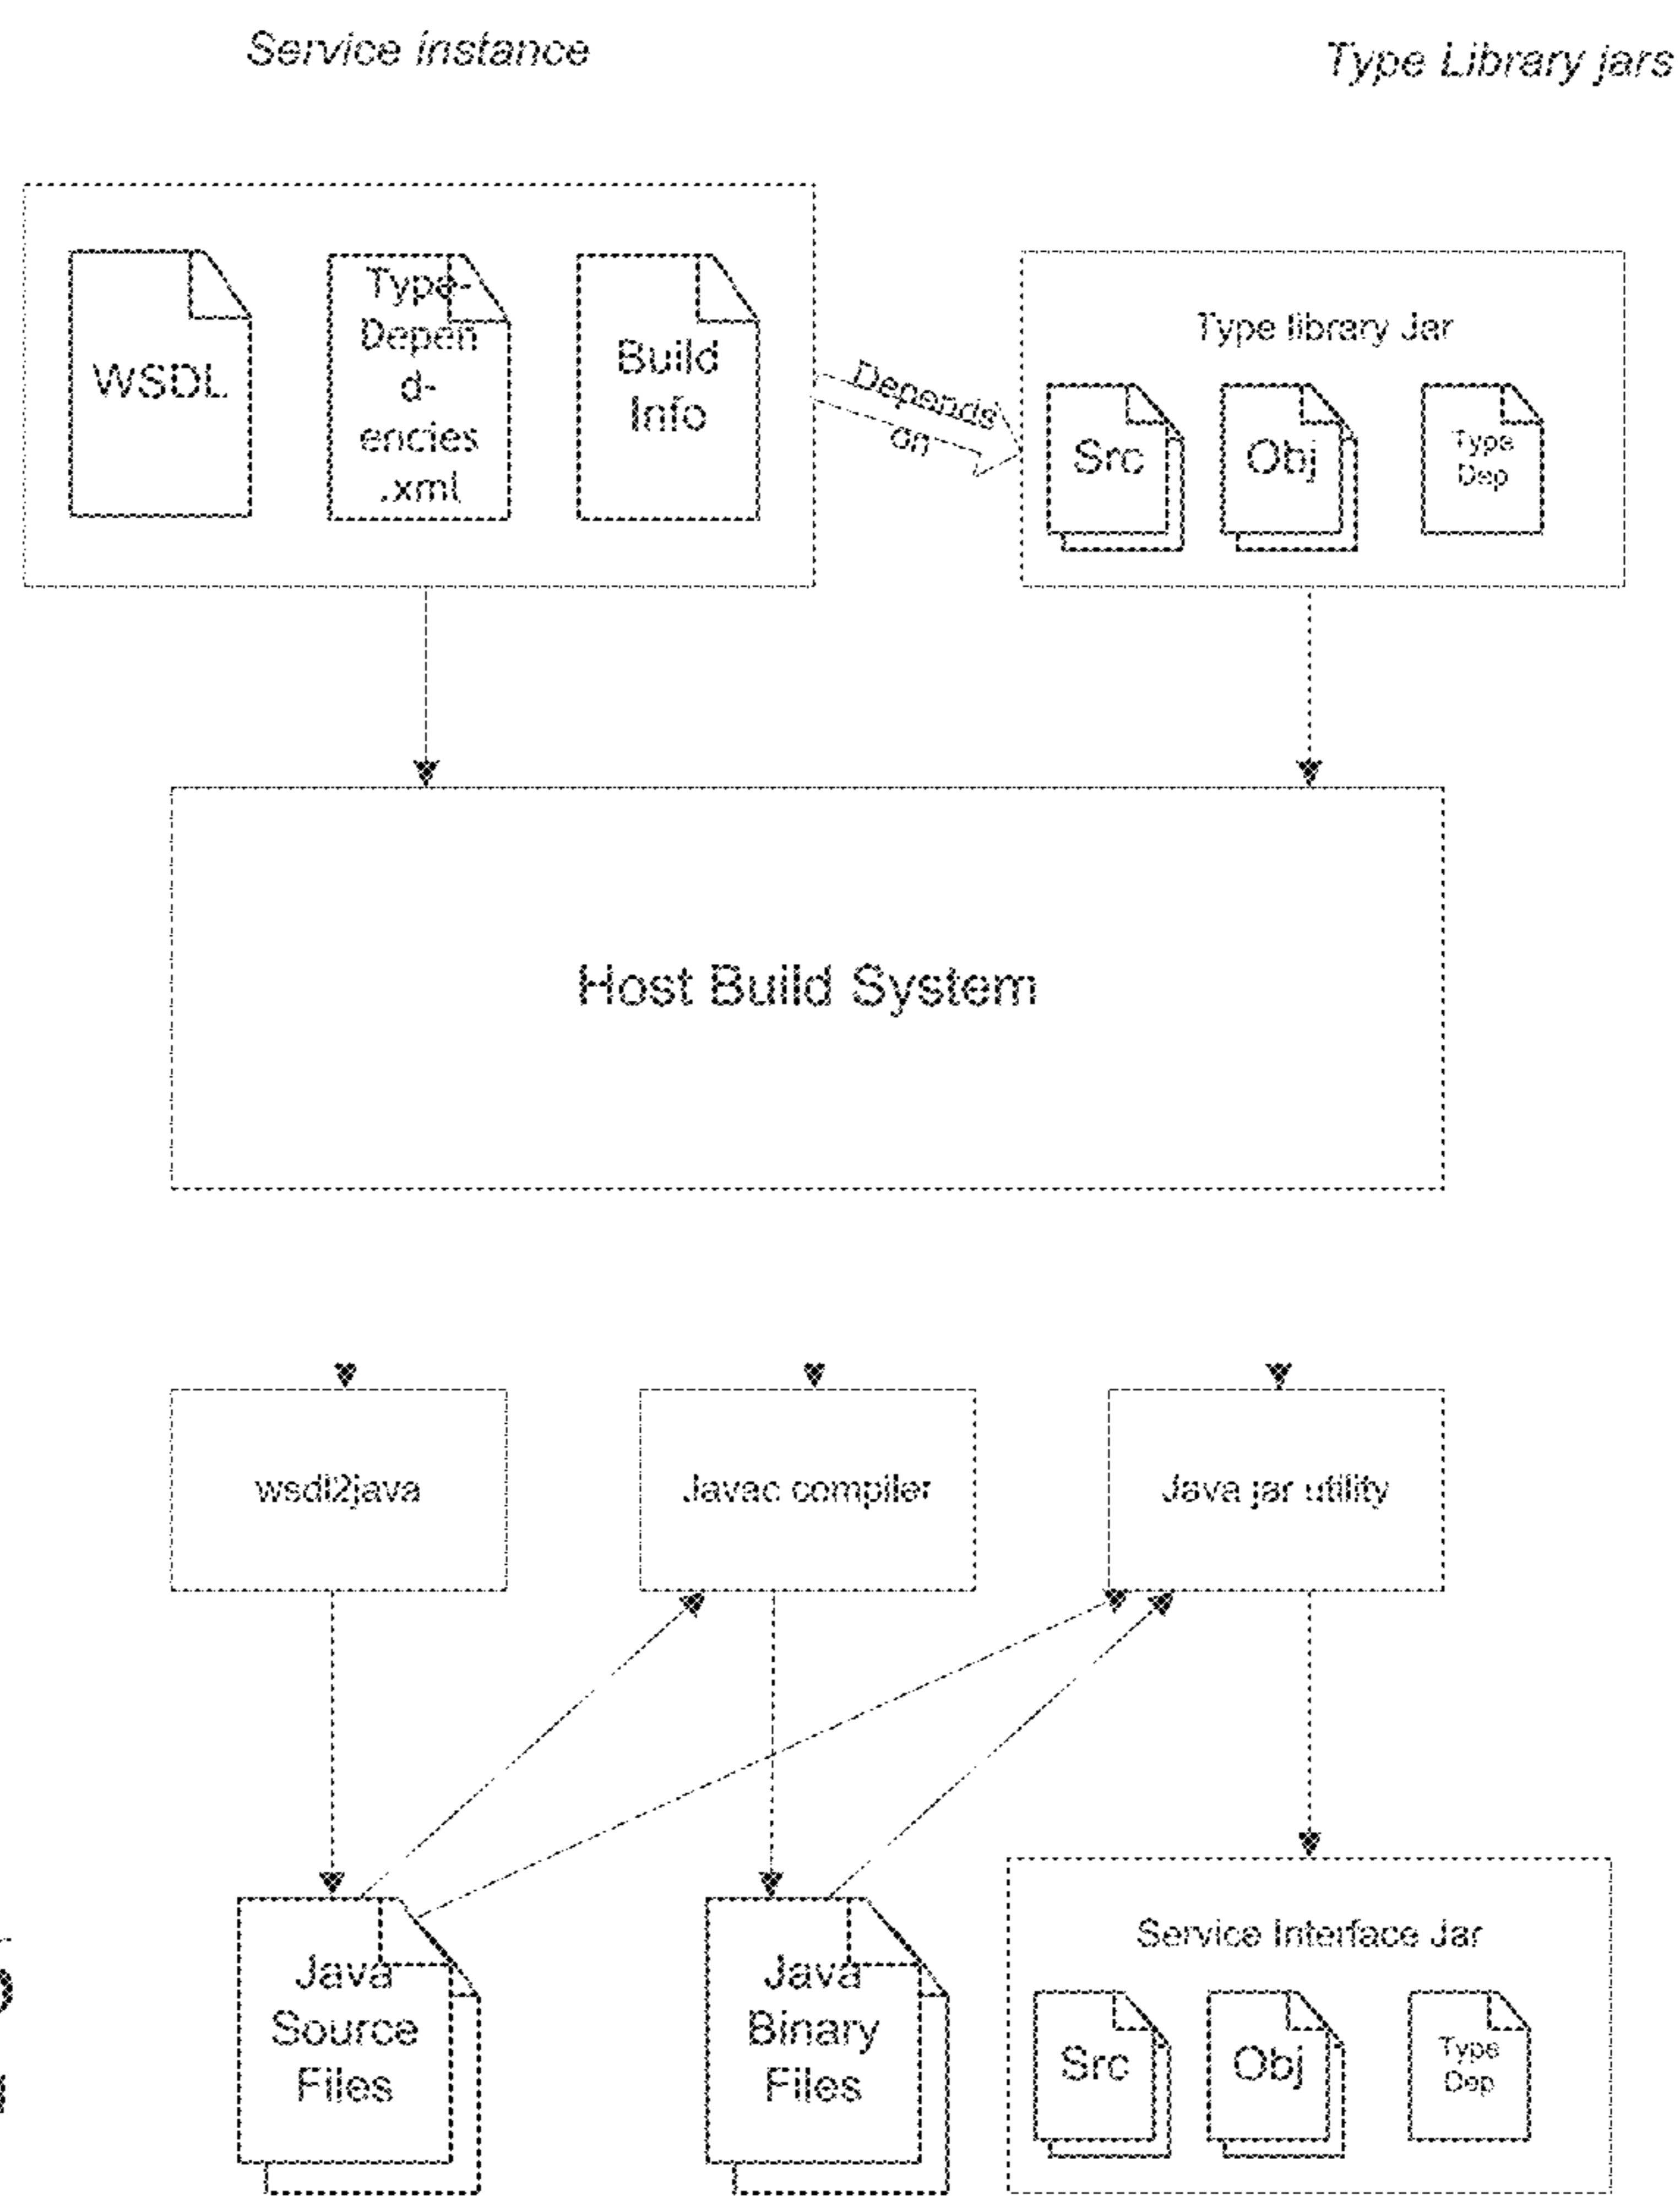 Service instance
Type Library jars
WSDL
Type-
Depen
d-
encies
.xml
Build
Info
Depends
on
Type library Jar
Src
Obj
Type
Dep
Host Build System
wsdl2java
Javac compiler
Java jar utility
Java
Source
Files
Java
Binary
Files
Service Interface Jar
Src
Obj
Type
Dep